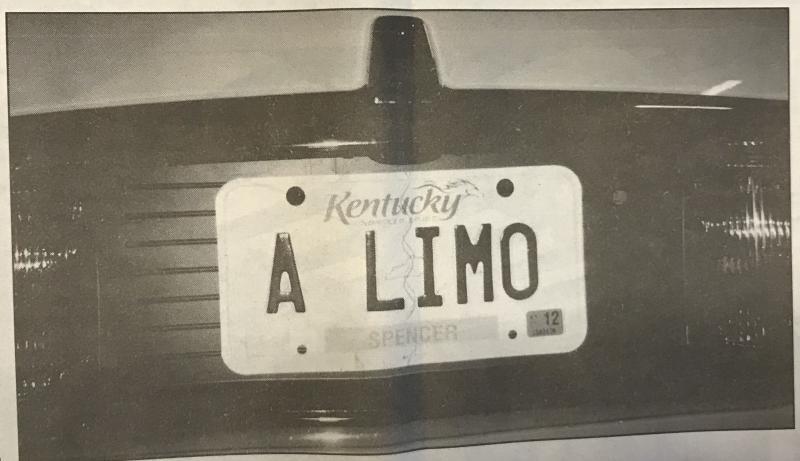 Kentucky
A LIMO
12
SPENCER